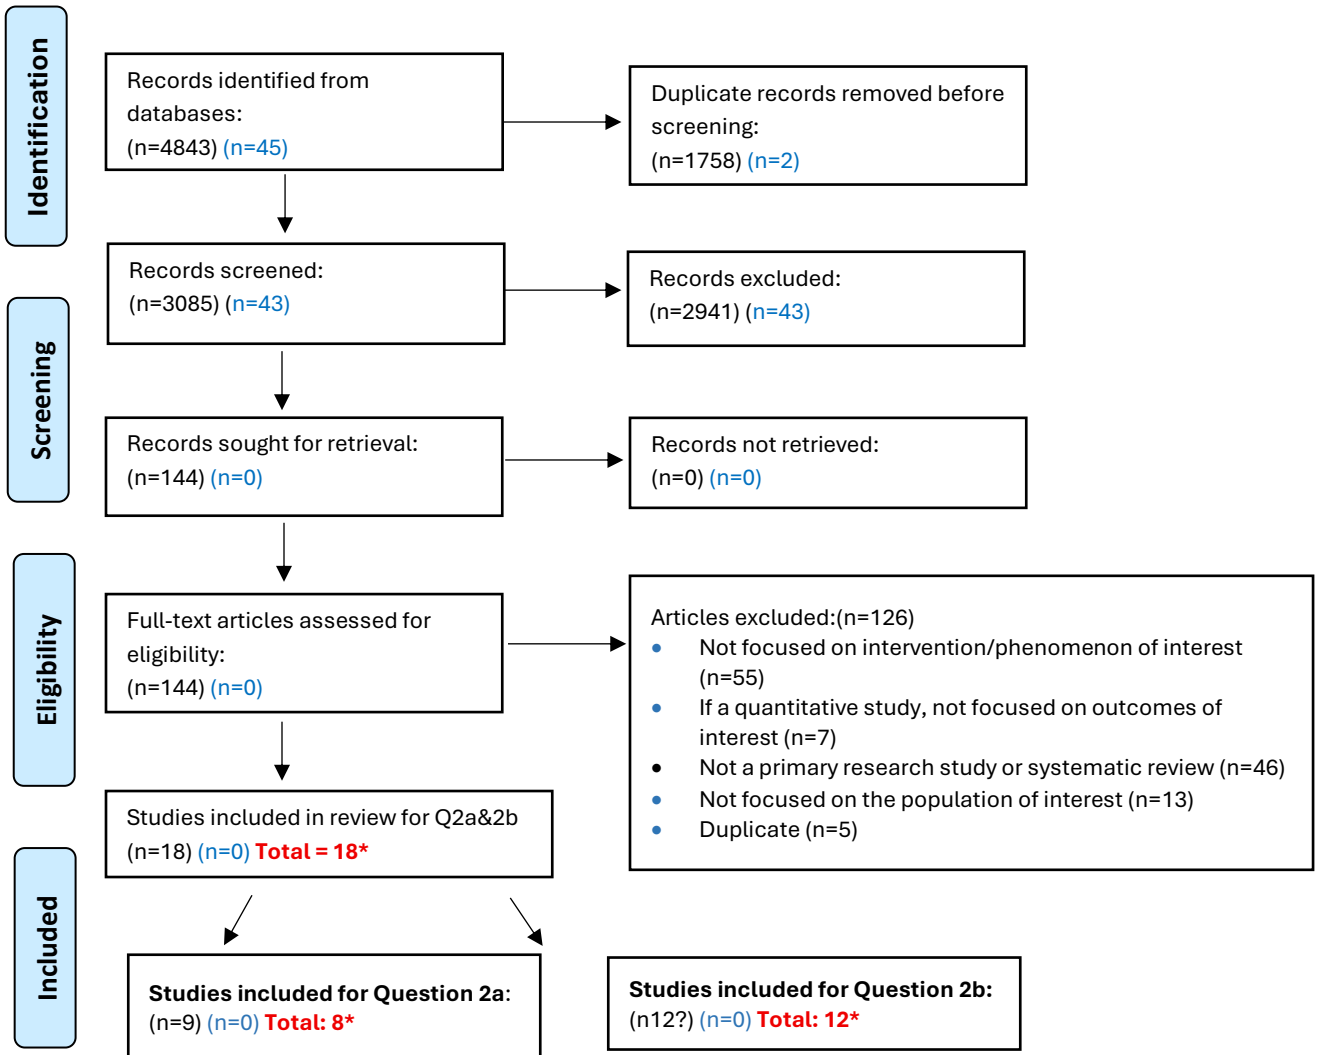 Identification
Records identified from
databases:
(n=4843) (n=45)
Duplicate records removed before
screening:
(n=1758) (n=2)
Screening
Records screened:
(n=3085) (n=43)
Records excluded:
(n=2941) (n=43)
Records sought for retrieval:
(n=144) (n=0)
Records not retrieved:
(n=0) (n=0)
Eligibility
Full-text articles assessed for
eligibility:
(n=144) (n=0)
Articles excluded:(n=126)
• Not focused on intervention/phenomenon of interest
(n=55)
• If a quantitative study, not focused on outcomes of
interest (n=7)
• Not a primary research study or systematic review (n=46)
• Not focused on the population of interest (n=13)
• Duplicate (n=5)
Included
Studies included in review for Q2a&2b
(n=18) (n=0) Total = 18*
Studies included for Question 2a:
(n=9) (n=0) Total: 8*
Studies included for Question 2b:
(n12?) (n=0) Total: 12*